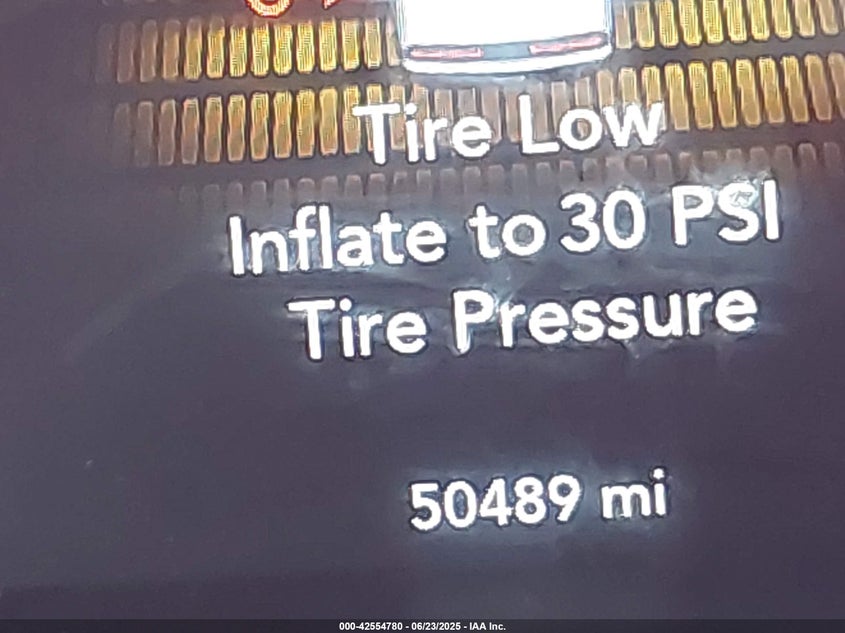 Tire Low
Inflate to 30 PSI
Tire Pressure
50489 mi
000-42554780 - 06/23/2025 - IAA Inc.